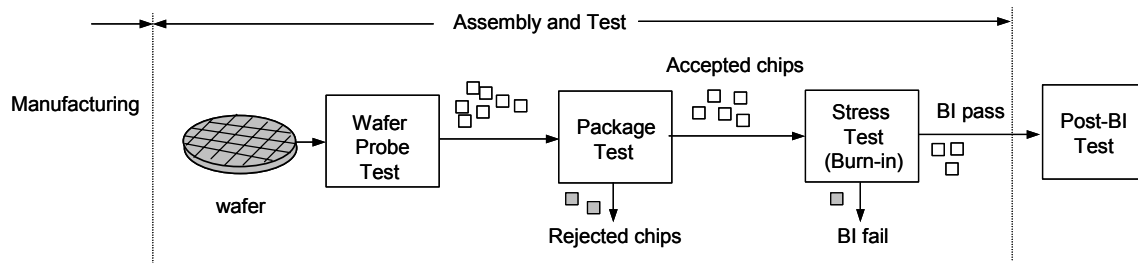 Assembly and Test
Manufacturing
wafer
Wafer
Probe
Test
Package
Test
Rejected chips
Accepted chips
Stress
Test
(Burn-in)
BI fail
BI pass
Post-BI
Test